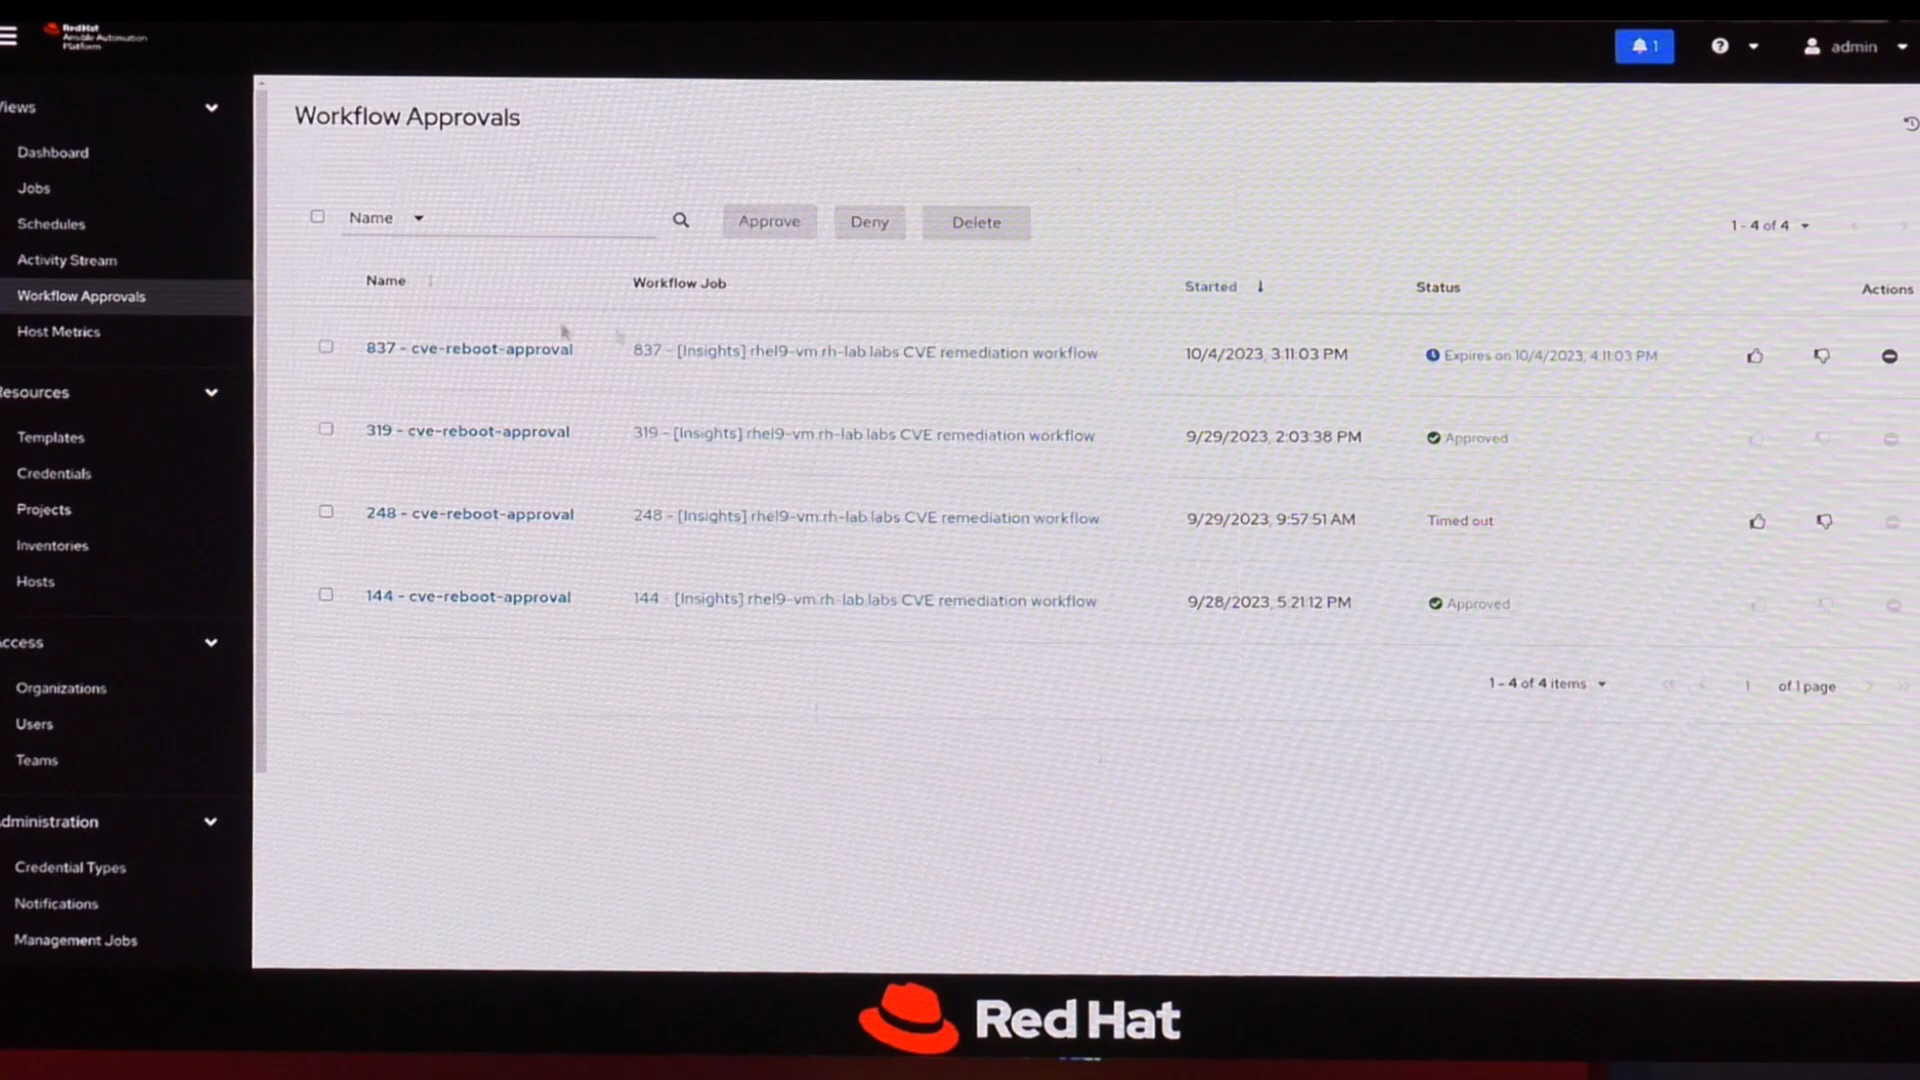 RedHat
Ansible Automation
Platform
1
admin
Views
Dashboard
Jobs
Schedules
Activity Stream
Workflow Approvals
Host Metrics
Resources
Templates
Credentials
Projects
Inventories
Hosts
Access
Organizations
Users
Teams
Administration
Credential Types
Notifications
Management Jobs
Workflow Approvals
Name
Approve
Deny
Delete
1 - 4 of 4
Name Workflow Job Started Status Actions
837 - cve-reboot-approval 837 - [Insights] rhel9-vm.rh-lab.labs CVE remediation workflow 10/4/2023, 3:11:03 PM Expires on 10/4/2023, 4:11:03 PM
319 - cve-reboot-approval 319 - [Insights] rhel9-vm.rh-lab.labs CVE remediation workflow 9/29/2023, 2:03:38 PM Approved
248 - cve-reboot-approval 248 - [Insights] rhel9-vm.rh-lab.labs CVE remediation workflow 9/29/2023, 9:57:51 AM Timed out
144 - cve-reboot-approval 144 - [Insights] rhel9-vm.rh-lab.labs CVE remediation workflow 9/28/2023, 5:21:12 PM Approved
1 - 4 of 4 items
1 of 1 page
Red Hat